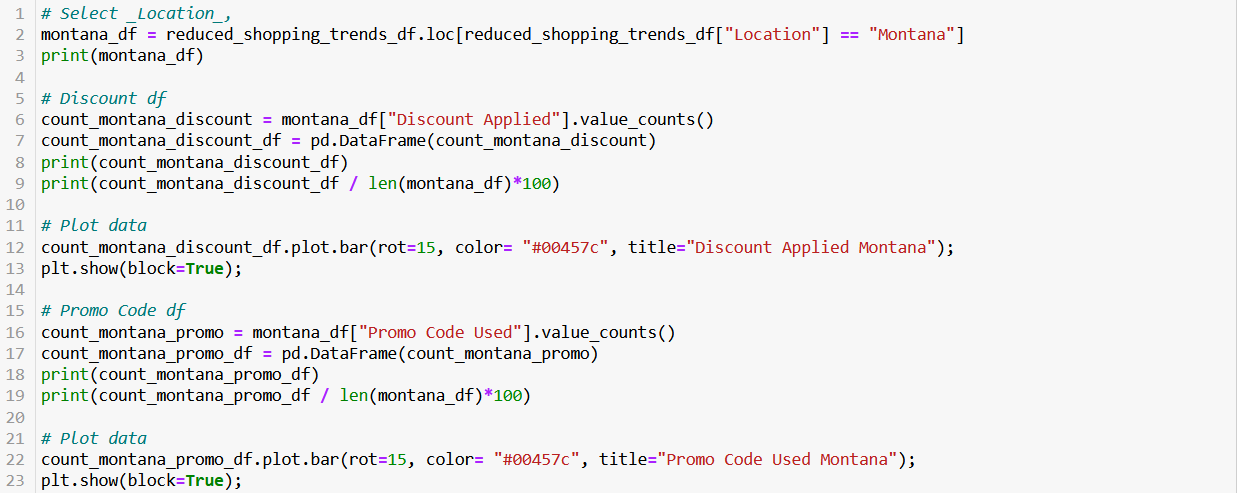 1 # Select _Location_,
2 montana_df = reduced_shopping_trends_df.loc[reduced_shopping_trends_df["Location"] == "Montana"]
3 print(montana_df)
4
5 # Discount df
6 count_montana_discount = montana_df["Discount Applied"].value_counts()
7 count_montana_discount_df = pd.DataFrame(count_montana_discount)
8 print(count_montana_discount_df)
9 print(count_montana_discount_df / len(montana_df)*100)
10
11 # Plot data
12 count_montana_discount_df.plot.bar(rot=15, color= "#00457c", title="Discount Applied Montana");
13 plt.show(block=True);
14
15 # Promo Code df
16 count_montana_promo = montana_df["Promo Code Used"].value_counts()
17 count_montana_promo_df = pd.DataFrame(count_montana_promo)
18 print(count_montana_promo_df)
19 print(count_montana_promo_df / len(montana_df)*100)
20
21 # Plot data
22 count_montana_promo_df.plot.bar(rot=15, color= "#00457c", title="Promo Code Used Montana");
23 plt.show(block=True);